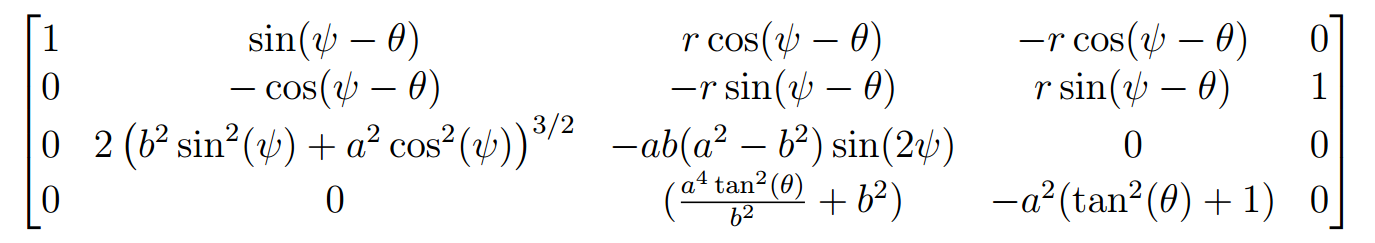 1 sin(ψ − θ) r cos(ψ − θ) −r cos(ψ − θ) 0
0 − cos(ψ − θ) −r sin(ψ − θ) r sin(ψ − θ) 1
0 2 (b² sin²(ψ) + a² cos²(ψ))^{3/2} −ab(a² − b²) sin(2ψ) 0 0
0 0 (\frac{a⁴ tan²(θ)}{b²} + b²) −a²(tan²(θ) + 1) 0